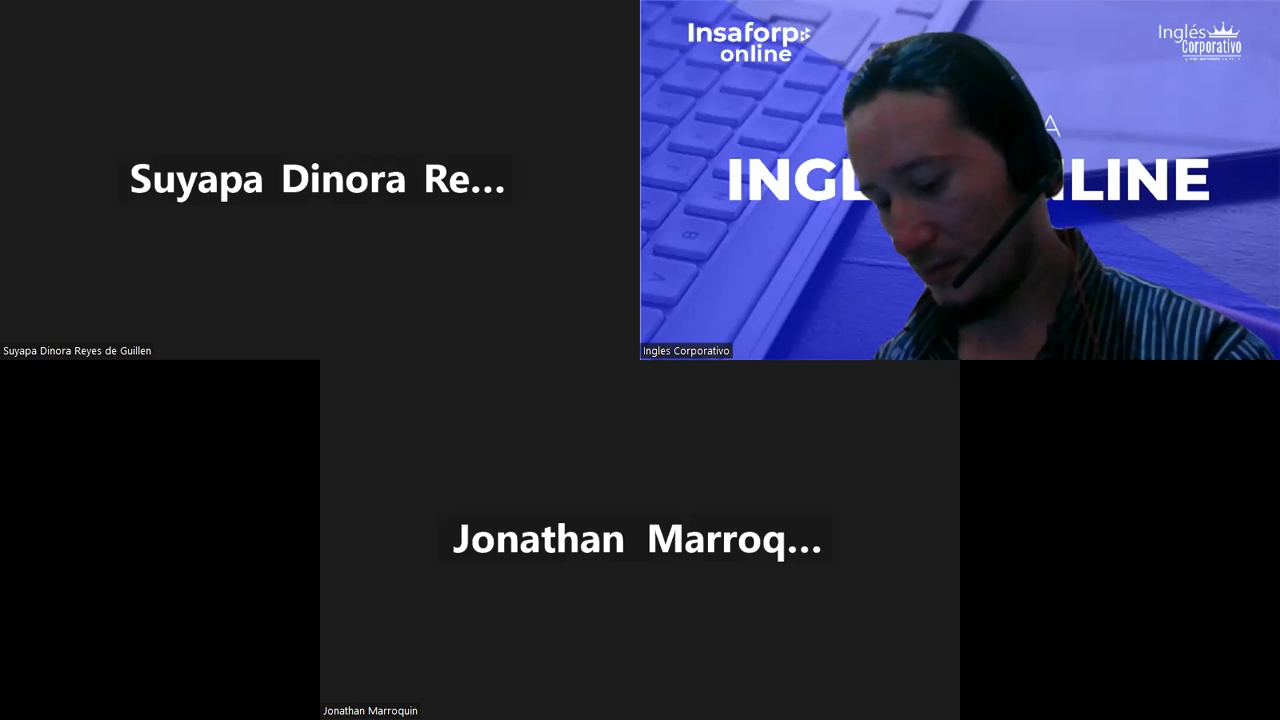 Suyapa Dinora Re...
Suyapa Dinora Reyes de Guillen
Insaforp
online
Inglés
Corporativo
A
INGL
LINE
Ingles Corporativo
Jonathan Marroq...
Jonathan Marroquin